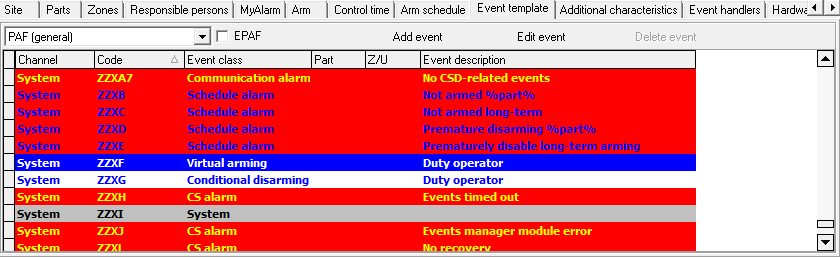 Site Parts Zones Responsible persons MyAlarm Arm Control time Arm schedule Event template Additional characteristics Event handlers Hardwa
PAF (general) EPAF Add event Edit event Delete event
Channel Code Event class Part Z/U Event description
System ZZXA7 Communication alarm No CSD-related events
System ZZXB Schedule alarm Not armed %part%
System ZZXC Schedule alarm Not armed long-term
System ZZXD Schedule alarm Premature disarming %part%
System ZZXE Schedule alarm Prematurely disable long-term arming
System ZZXF Virtual arming Duty operator
System ZZXG Conditional disarming Duty operator
System ZZXH CS alarm Events timed out
System ZZXI System
System ZZXJ CS alarm Events manager module error
System ZZXL CS alarm No recovery